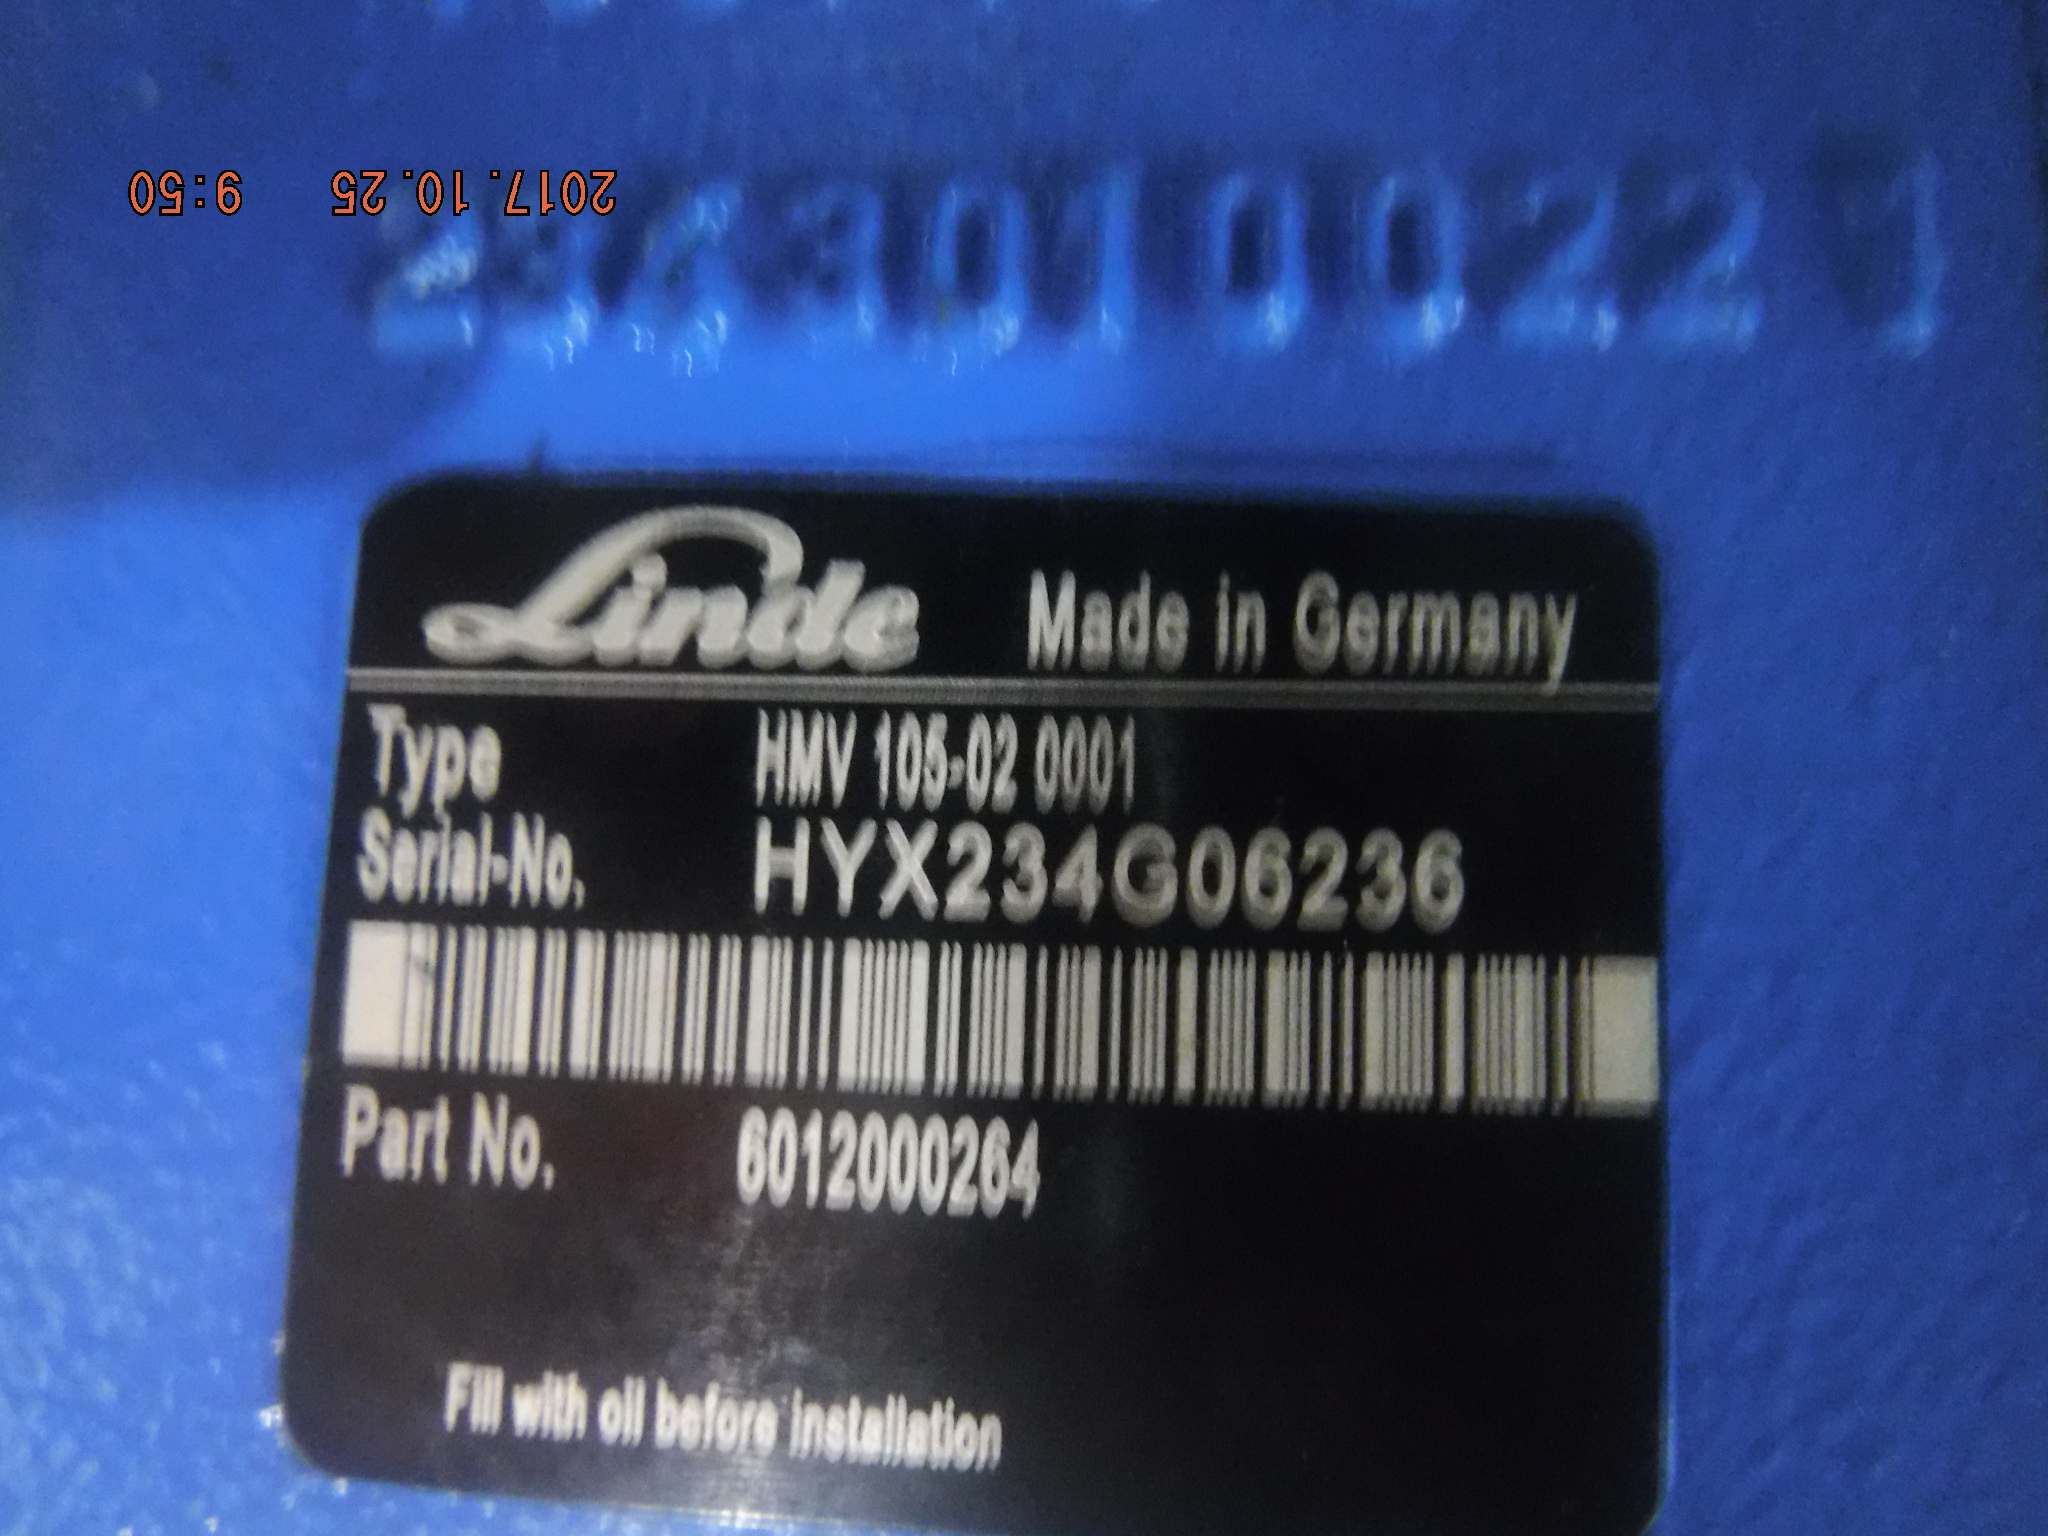 2017.10.25 9:50
Linde Made in Germany
Type HMV 105-02 0001
Serial-No. HYX234G06236
Part No. 6012000264
Fill with oil before installation